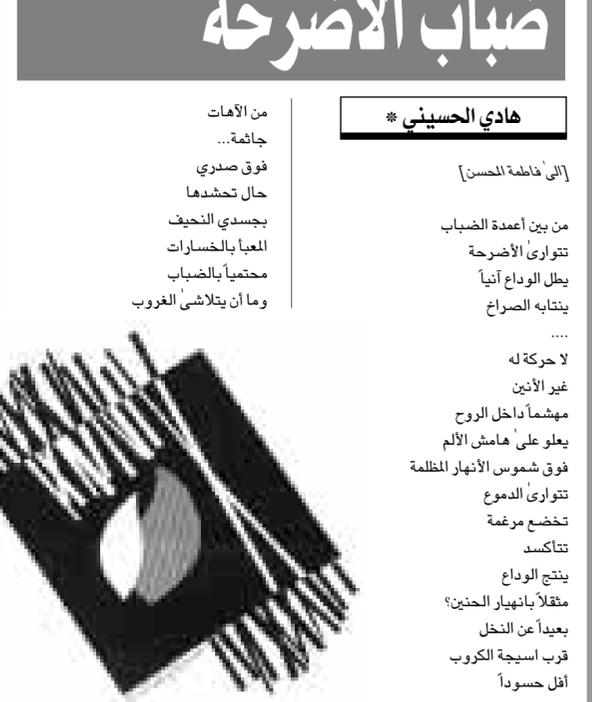 ضباب الأضرحة
هادي الحسيني *
[الىٰ فاطمة المحسن]
من بين أعمدة الضباب
تتوارىٰ الأضرحة
يطل الوداع آنياً
ينتابه الصراخ
....
لا حركة له
غير الأنين
مهشماً داخل الروح
يعلو علىٰ هامش الألم
فوق شموس الأنهار المظلمة
تتوارىٰ الدموع
تخضع مرغمة
تتأكسد
ينتج الوداع
مثقلاً بانهيار الحنين؟
بعيداً عن النخل
قرب اسيجة الكروب
أفل حسوداً
من الآهات
جاثمة...
فوق صدري
حال تحشدها
بجسدي النحيف
المعبأ بالخسارات
محتمياً بالضباب
وما أن يتلاشىٰ الغروب